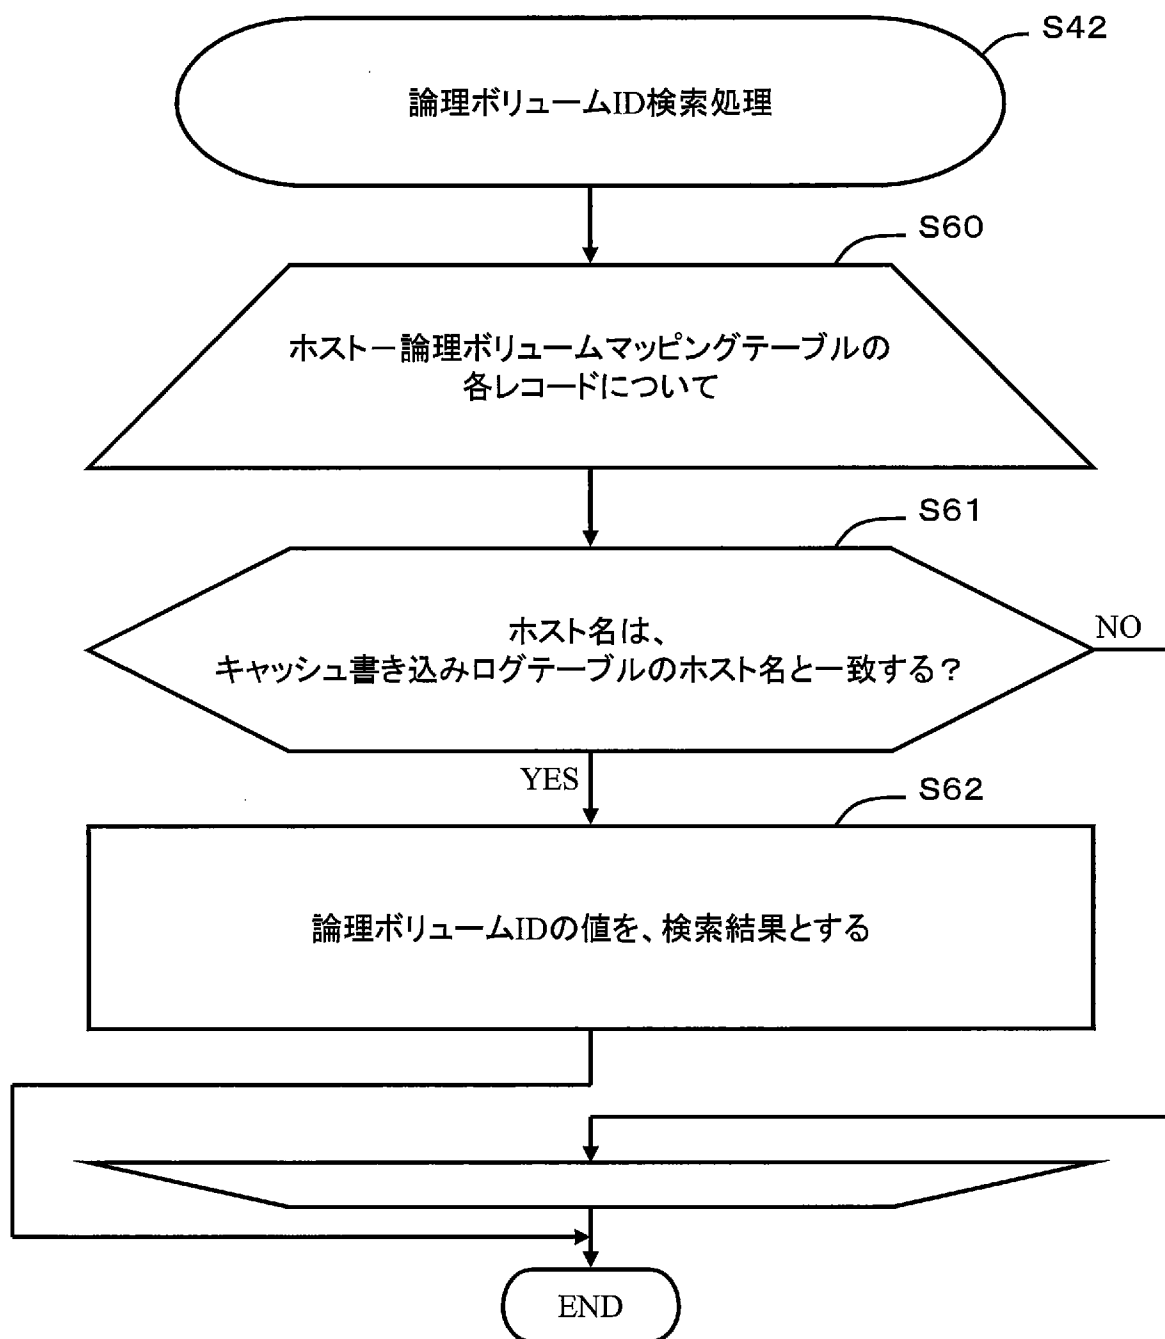 S42
論理ボリュームID検索処理
S60
ホスト－論理ボリュームマッピングテーブルの
各レコードについて
S61
ホスト名は、
キャッシュ書き込みログテーブルのホスト名と一致する？
NO
YES
S62
論理ボリュームIDの値を、検索結果とする
END